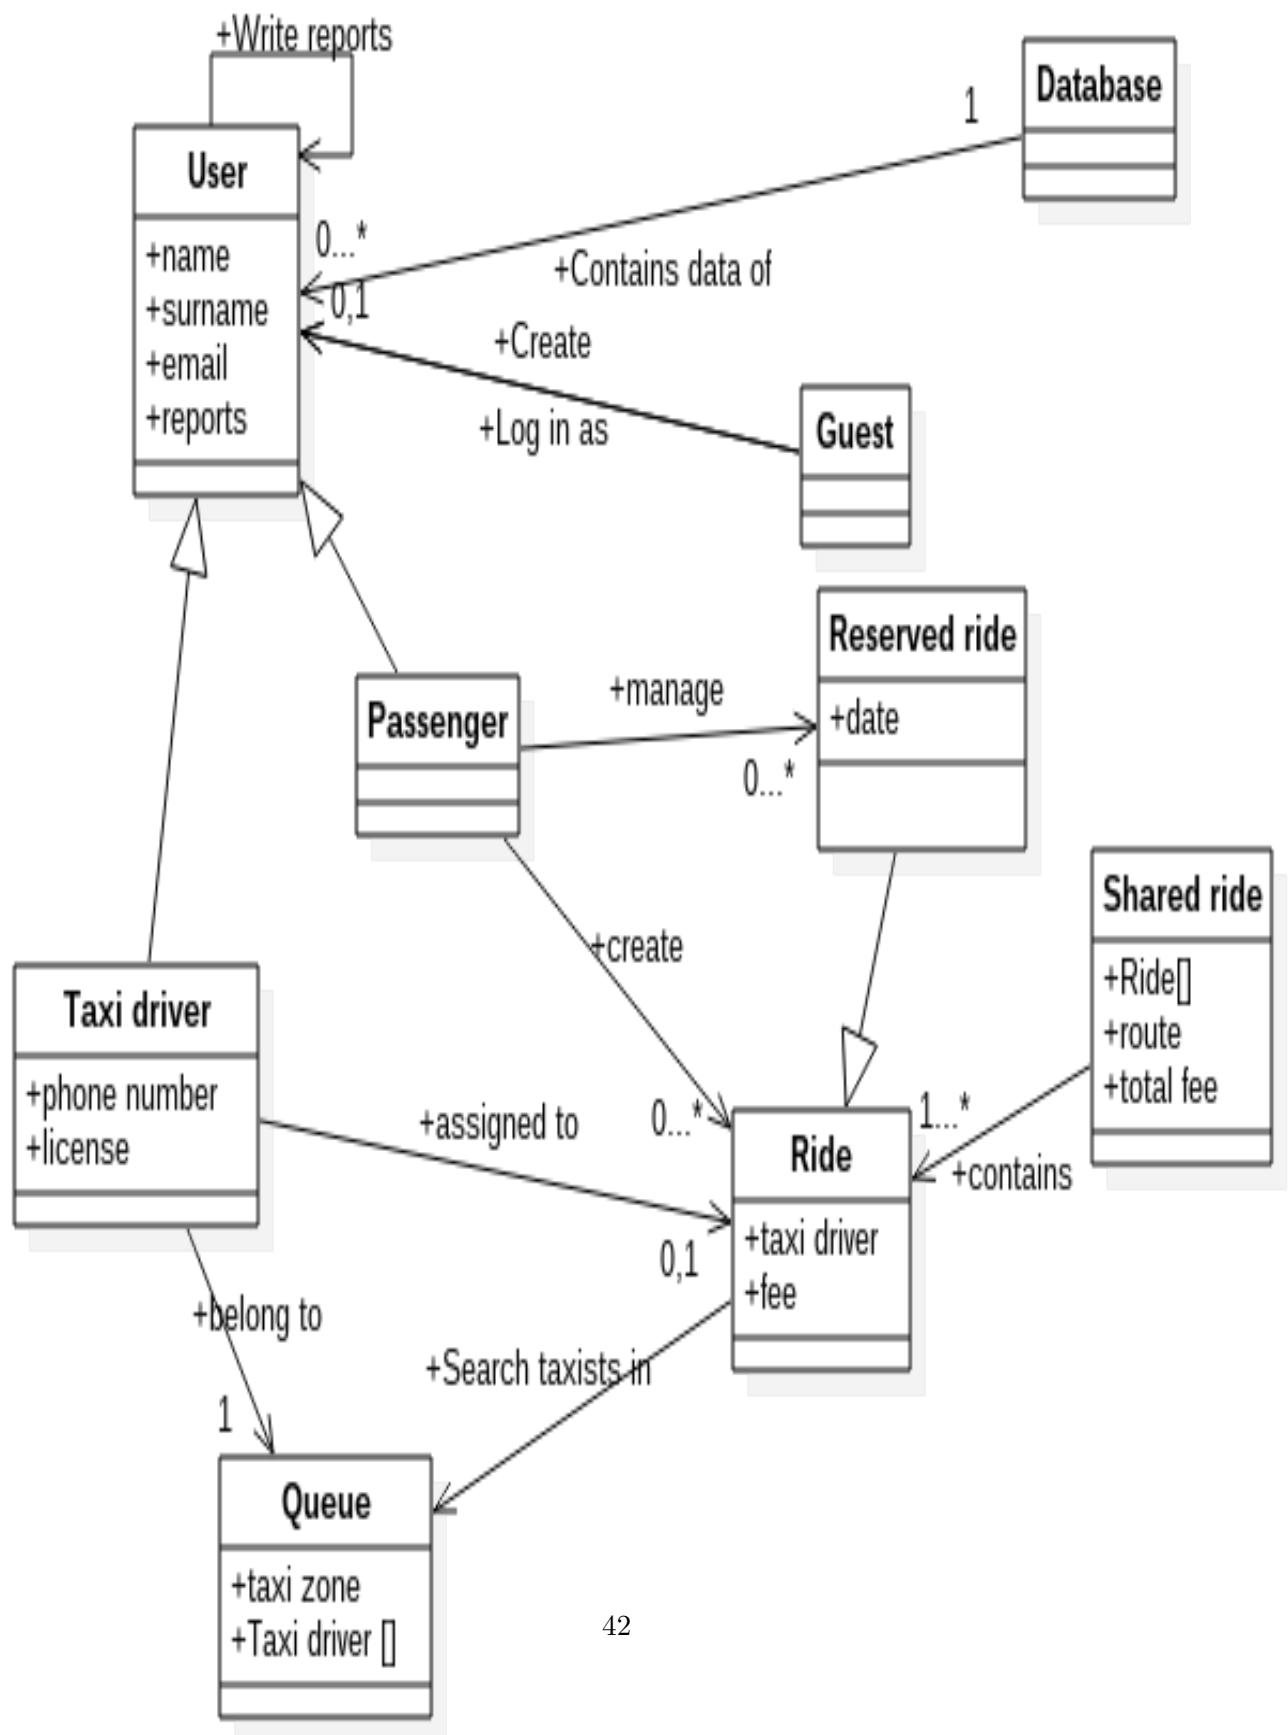 +Write reports
Database
1
User
+name
+surname
+email
+reports
0...*
+Contains data of
0,1
+Create
+Log in as
Guest
Reserved ride
+date
+manage
0...*
Passenger
Shared ride
+Ride[]
+route
+total fee
+create
Taxi driver
+phone number
+license
+assigned to
0...*
1...*
+contains
Ride
+taxi driver
+fee
0,1
+belong to
+Search taxists in
1
Queue
+taxi zone
+Taxi driver []
42